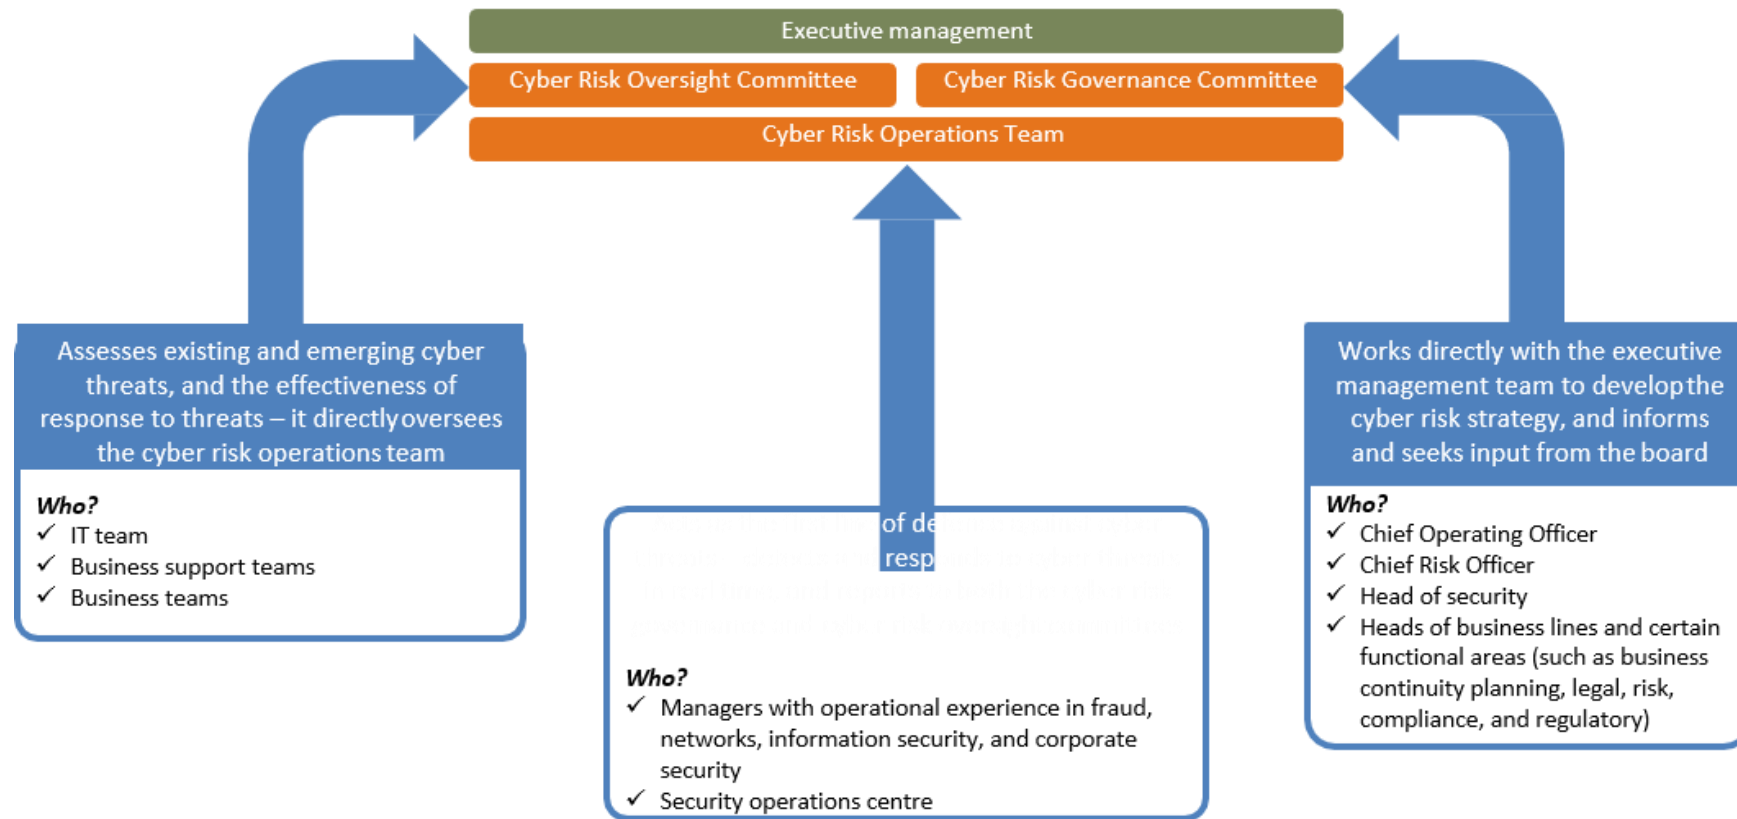 Executive management
Cyber Risk Oversight Committee
Cyber Risk Governance Committee
Cyber Risk Operations Team
Assesses existing and emerging cyber
threats, and the effectiveness of
response to threats – it directly oversees
the cyber risk operations team
Who?
✓ IT team
✓ Business support teams
✓ Business teams
of de
resp
Who?
✓ Managers with operational experience in fraud,
networks, information security, and corporate
security
✓ Security operations centre
Works directly with the executive
management team to develop the
cyber risk strategy, and informs
and seeks input from the board
Who?
✓ Chief Operating Officer
✓ Chief Risk Officer
✓ Head of security
✓ Heads of business lines and certain
functional areas (such as business
continuity planning, legal, risk,
compliance, and regulatory)